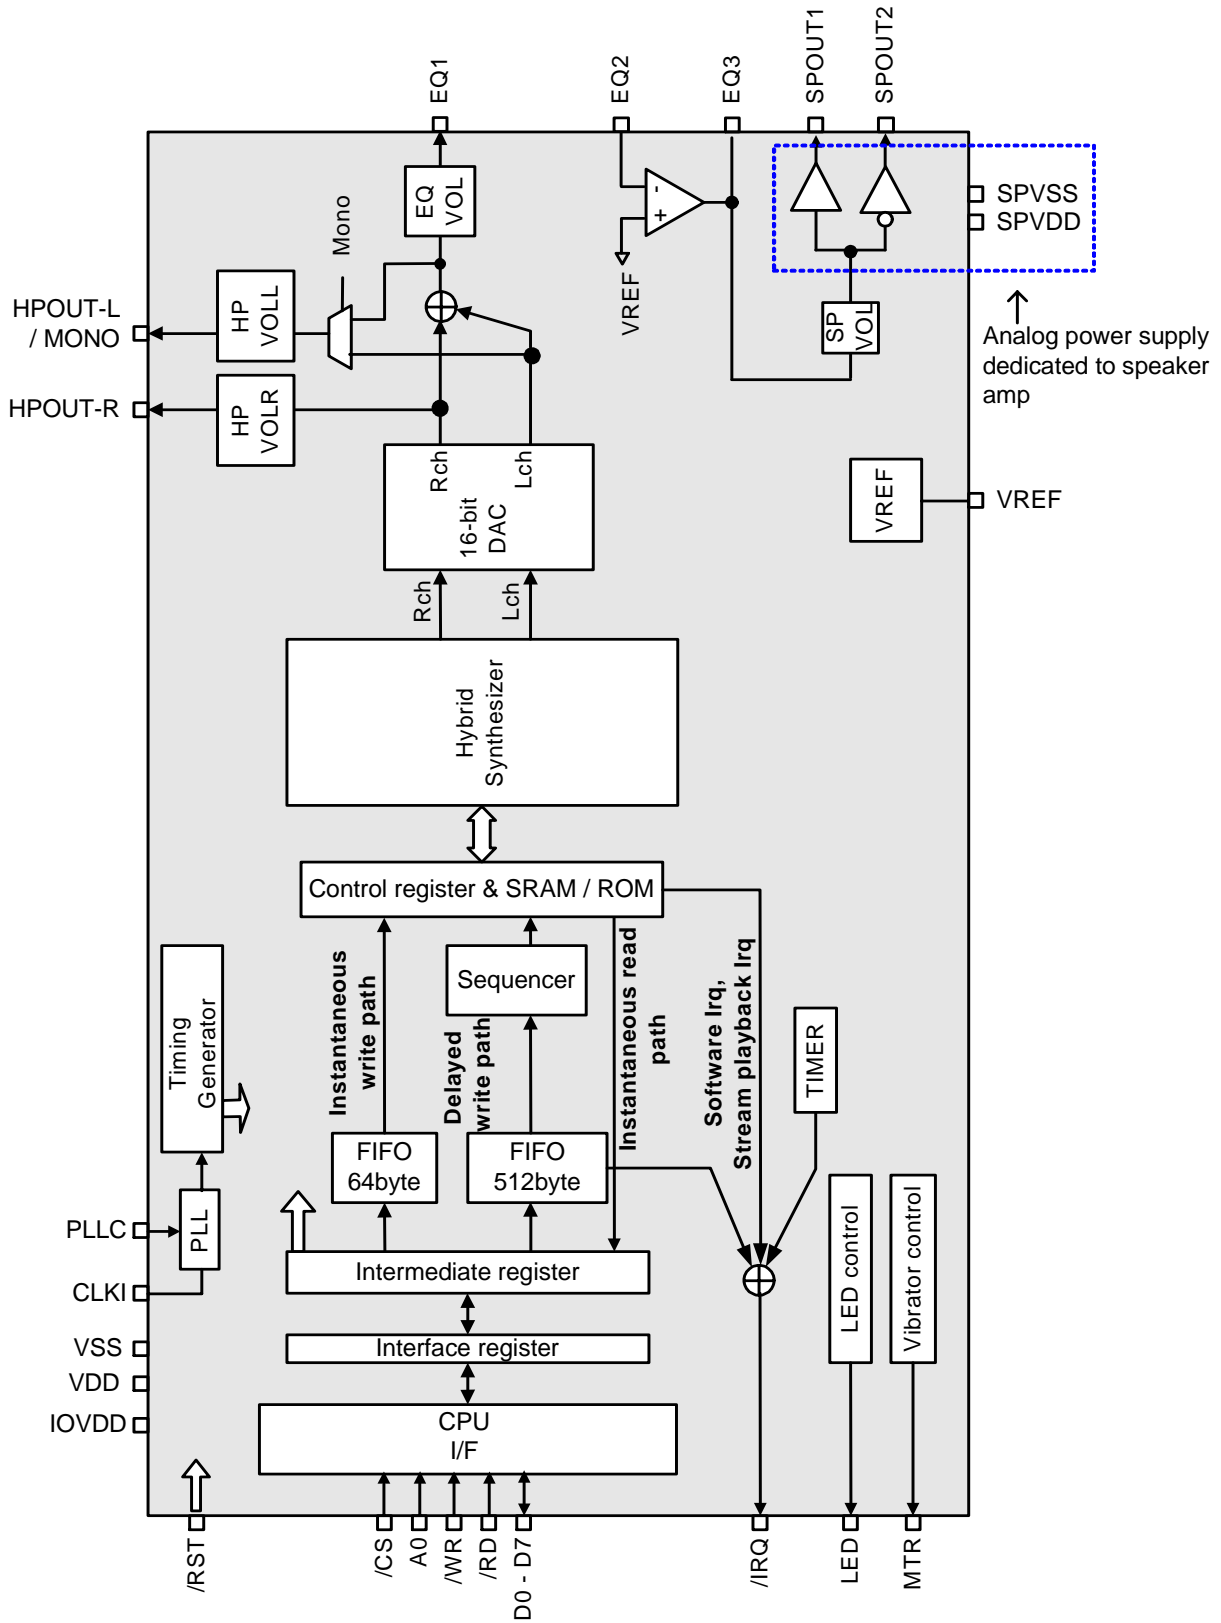 EQ1
EQ2
EQ3
SPOUT1
SPOUT2
SPVSS
SPVDD
EQ
VOL
-
+
Mono
VREF
HPOUT-L
/ MONO
HP
VOLL
SP
VOL
Analog power supply
dedicated to speaker
amp
HPOUT-R
HP
VOLR
Rch
Lch
16-bit
DAC
VREF
VREF
Rch
Lch
Hybrid
Synthesizer
Control register & SRAM / ROM
Timing
Generator
Instantaneous
write path
Sequencer
Delayed
write path
Instantaneous read
path
Software Irq,
Stream playback Irq
TIMER
FIFO
64byte
FIFO
512byte
PLLC
PLL
CLKI
Intermediate register
LED control
Vibrator control
VSS
Interface register
VDD
IOVDD
CPU
I/F
/RST
/CS
A0
/WR
/RD
D0 - D7
/IRQ
LED
MTR